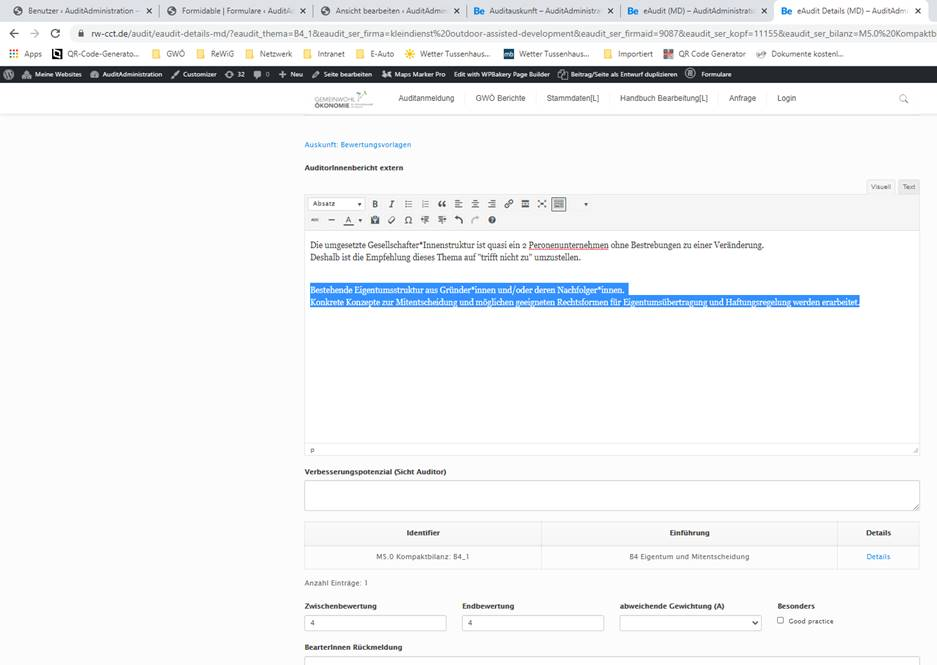 Benutzer ‹ AuditAdministration –
Formidable | Formulare ‹ AuditAd
Ansicht bearbeiten ‹ AuditAdmin
Be Auditauskunft – AuditAdministra
Be eAudit (MD) – AuditAdministratio
Be eAudit Details (MD) – AuditAdm
rw-cct.de/audit/eaudit-details-md/?eaudit_thema=B4_1&eaudit_ser_firma=kleindienst%20outdoor-assisted-development&eaudit_ser_firmaid=9087&eaudit_ser_kopf=11155&eaudit_ser_bilanz=M5.0%20Kompaktb
Apps QR-Code-Generato... GWÖ ReWiG Netzwerk Intranet E-Auto Wetter Tussenhaus... mb Wetter Tussenhaus... Importiert QR Code Generator Dokumente kostenl...
Meine Websites AuditAdministration Customizer 32 0 Neu Seite bearbeiten Maps Marker Pro Edit with WPBakery Page Builder Beitrag/Seite als Entwurf duplizieren Formulare
GEMEINWOHL
ÖKONOMIE
Auditanmeldung GWÖ Berichte Stammdaten[L] Handbuch Bearbeitung[L] Anfrage Login
Auskunft: Bewertungsvorlagen
AuditorInnenbericht extern
Visuell Text
Absatz B I
ABC A
Die umgesetzte Gesellschafter*Innenstruktur ist quasi ein 2 Peronenunternehmen ohne Bestrebungen zu einer Veränderung.
Deshalb ist die Empfehlung dieses Thema auf "trifft nicht zu" umzustellen.
Bestehende Eigentumsstruktur aus Gründer*innen und/oder deren Nachfolger*innen.
Konkrete Konzepte zur Mitentscheidung und möglichen geeigneten Rechtsformen für Eigentumsübertragung und Haftungsregelung werden erarbeitet.
p
Verbesserungspotenzial (Sicht Auditor)
Identifier Einführung Details
M5.0 Kompaktbilanz: B4_1 B4 Eigentum und Mitentscheidung Details
Anzahl Einträge: 1
Zwischenbewertung Endbewertung abweichende Gewichtung (A) Besonders
4 4 Good practice
BearterInnen Rückmeldung